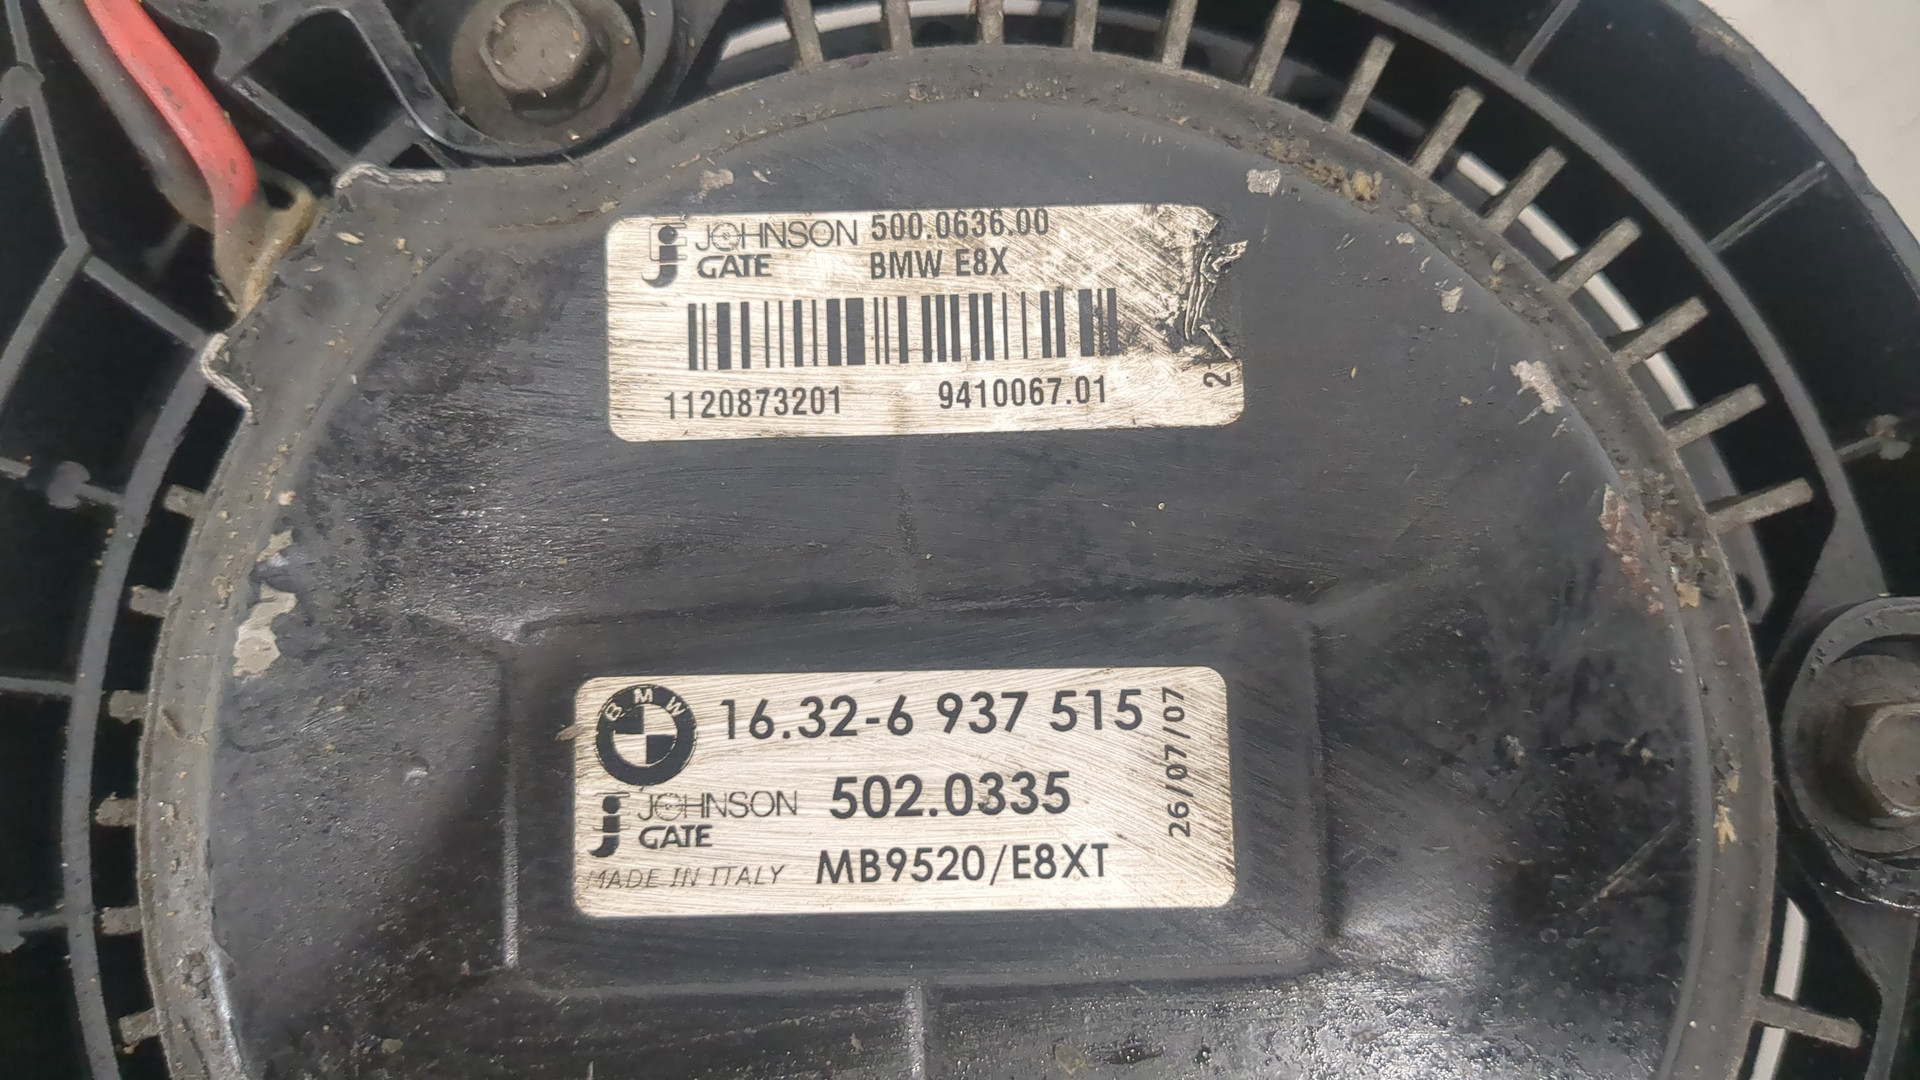 JOHNSON 500.0636.00
GATE BMW E8X
1120873201 9410067.01
BMW 16.32-6 937 515
JOHNSON 502.0335
GATE
MADE IN ITALY MB9520/E8XT
26/07/07